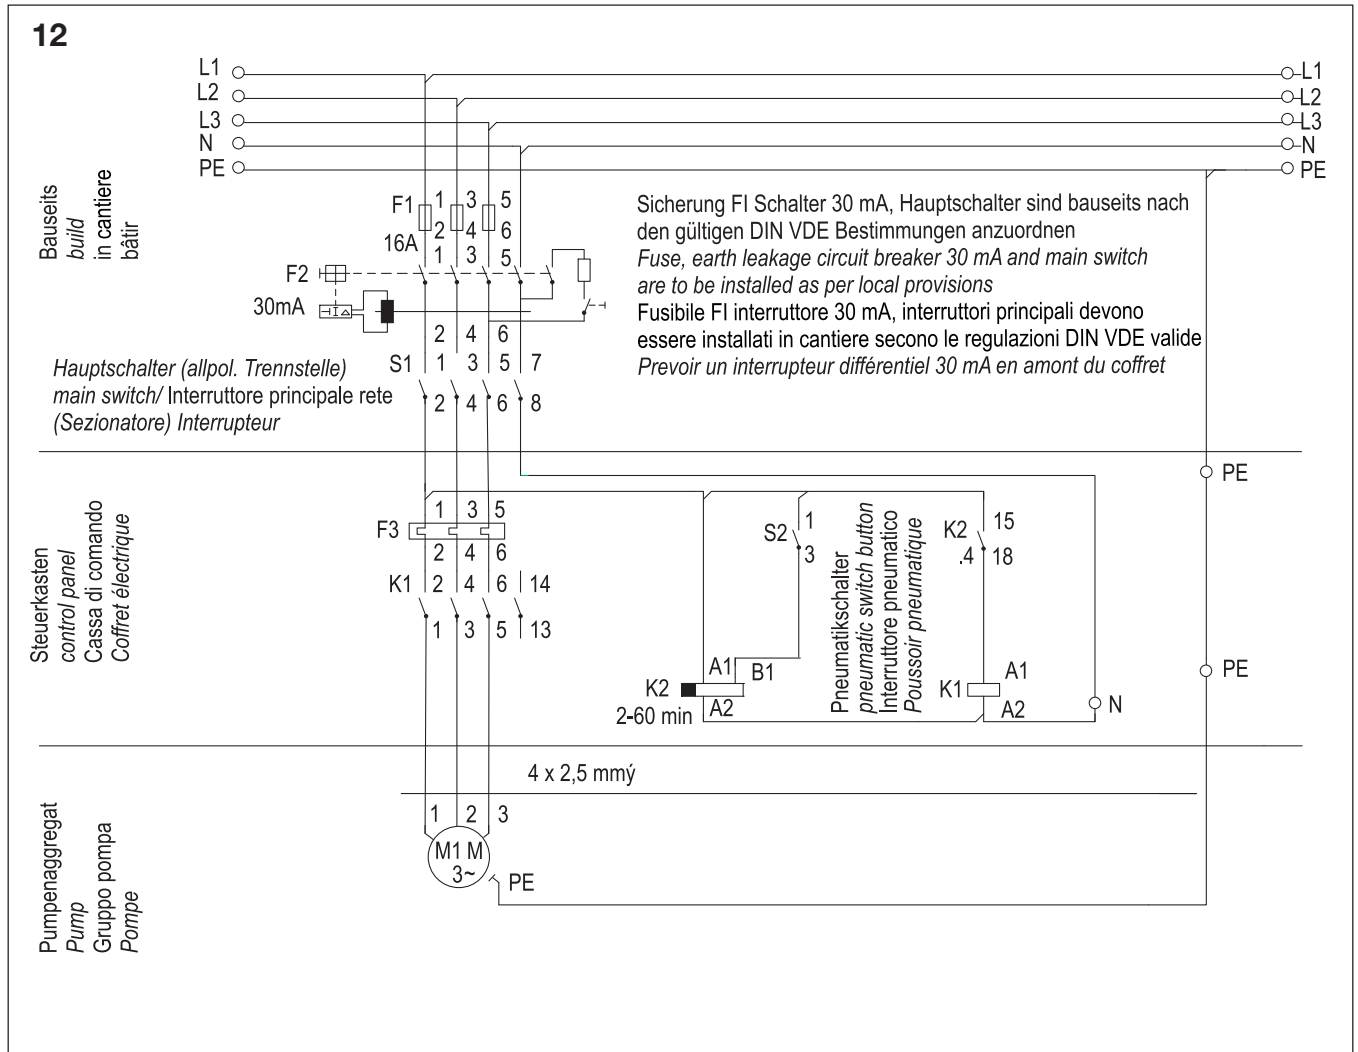 12
L1
L1
L2
L2
L3
L3
N
N
PE
PE
Bauseits
build
in cantiere
bâtir
F1
1
3
5
2
4
6
16A
Sicherung FI Schalter 30 mA, Hauptschalter sind bauseits nach
den gültigen DIN VDE Bestimmungen anzuordnen
Fuse, earth leakage circuit breaker 30 mA and main switch
are to be installed as per local provisions
Fusibile FI interruttore 30 mA, interruttori principali devono
essere installati in cantiere secono le regulazioni DIN VDE valide
Prevoir un interrupteur différentiel 30 mA en amont du coffret
F2
1
3
5
30mA
2
4
6
Hauptschalter (allpol. Trennstelle)
main switch/ Interruttore principale rete
(Sezionatore) Interrupteur
S1
1
3
5
7
2
4
6
8
PE
Steuerkasten
control panel
Cassa di comando
Coffret électrique
F3
1
3
5
2
4
6
K1
2
4
6
14
1
3
5
13
S2
1
3
K2
15
.4
18
Pneumatikschalter
pneumatic switch button
Interruttore pneumatico
Poussoir pneumatique
K2
A1
B1
2-60 min
A2
K1
A1
A2
N
PE
4 x 2,5 mmý
Pumpenaggregat
Pump
Gruppo pompa
Pompe
1
2
3
M1 M
3~
PE